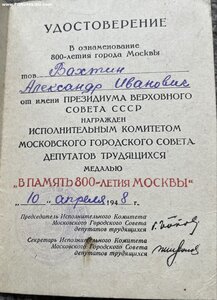 УДОСТОВЕРЕНИЕ
В ознаменование
800-летия города Москвы
тов. Вахтин
Александр Иванович
от имени ПРЕЗИДИУМА ВЕРХОВНОГО
СОВЕТА СССР
НАГРАЖДЕН
ИСПОЛНИТЕЛЬНЫМ КОМИТЕТОМ
МОСКОВСКОГО ГОРОДСКОГО СОВЕТА
ДЕПУТАТОВ ТРУДЯЩИХСЯ
МЕДАЛЬЮ
„В ПАМЯТЬ 800-ЛЕТИЯ МОСКВЫ“
„10“ апреля 1948 г.
Председатель Исполнительного Комитета
Московского Городского Совета
депутатов трудящихся
Секретарь Исполнительного Комитета
Московского Городского Совета
депутатов трудящихся